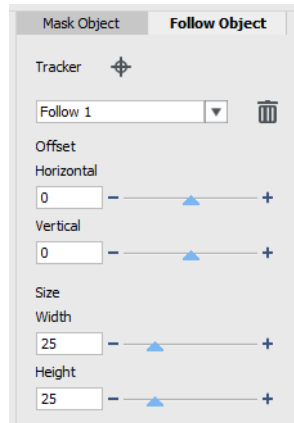 Mask Object Follow Object
Tracker
Follow 1
Offset
Horizontal
0
Vertical
0
Size
Width
25
Height
25